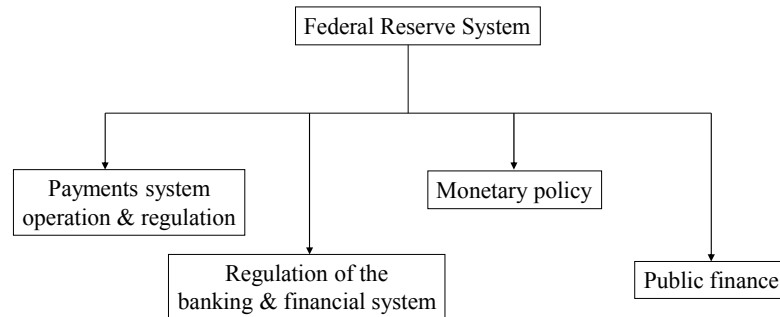 Federal Reserve System
Payments system
operation & regulation
Monetary policy
Regulation of the
banking & financial system
Public finance